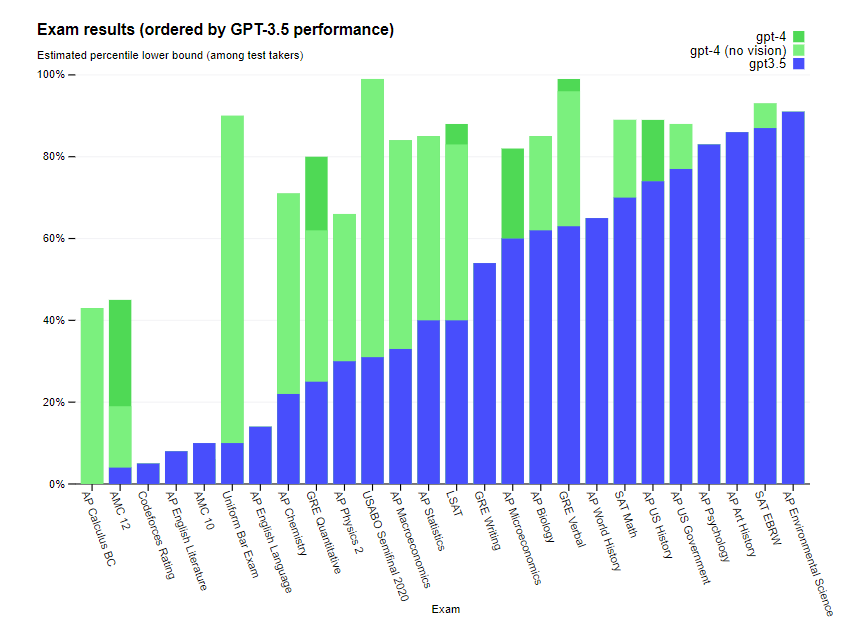 Exam results (ordered by GPT-3.5 performance)
Estimated percentile lower bound (among test takers)
gpt-4
gpt-4 (no vision)
gpt3.5
100%
80%
60%
40%
20%
0%
AP Calculus BC
AMC 12
Codeforces Rating
AP English Literature
AMC 10
Uniform Bar Exam
AP English Language
AP Chemistry
GRE Quantitative
AP Physics 2
USABO Semifinal 2020
AP Macroeconomics
AP Statistics
LSAT
GRE Writing
AP Microeconomics
AP Biology
GRE Verbal
AP World History
SAT Math
AP US History
AP US Government
AP Psychology
AP Art History
SAT EBRW
AP Environmental Science
Exam